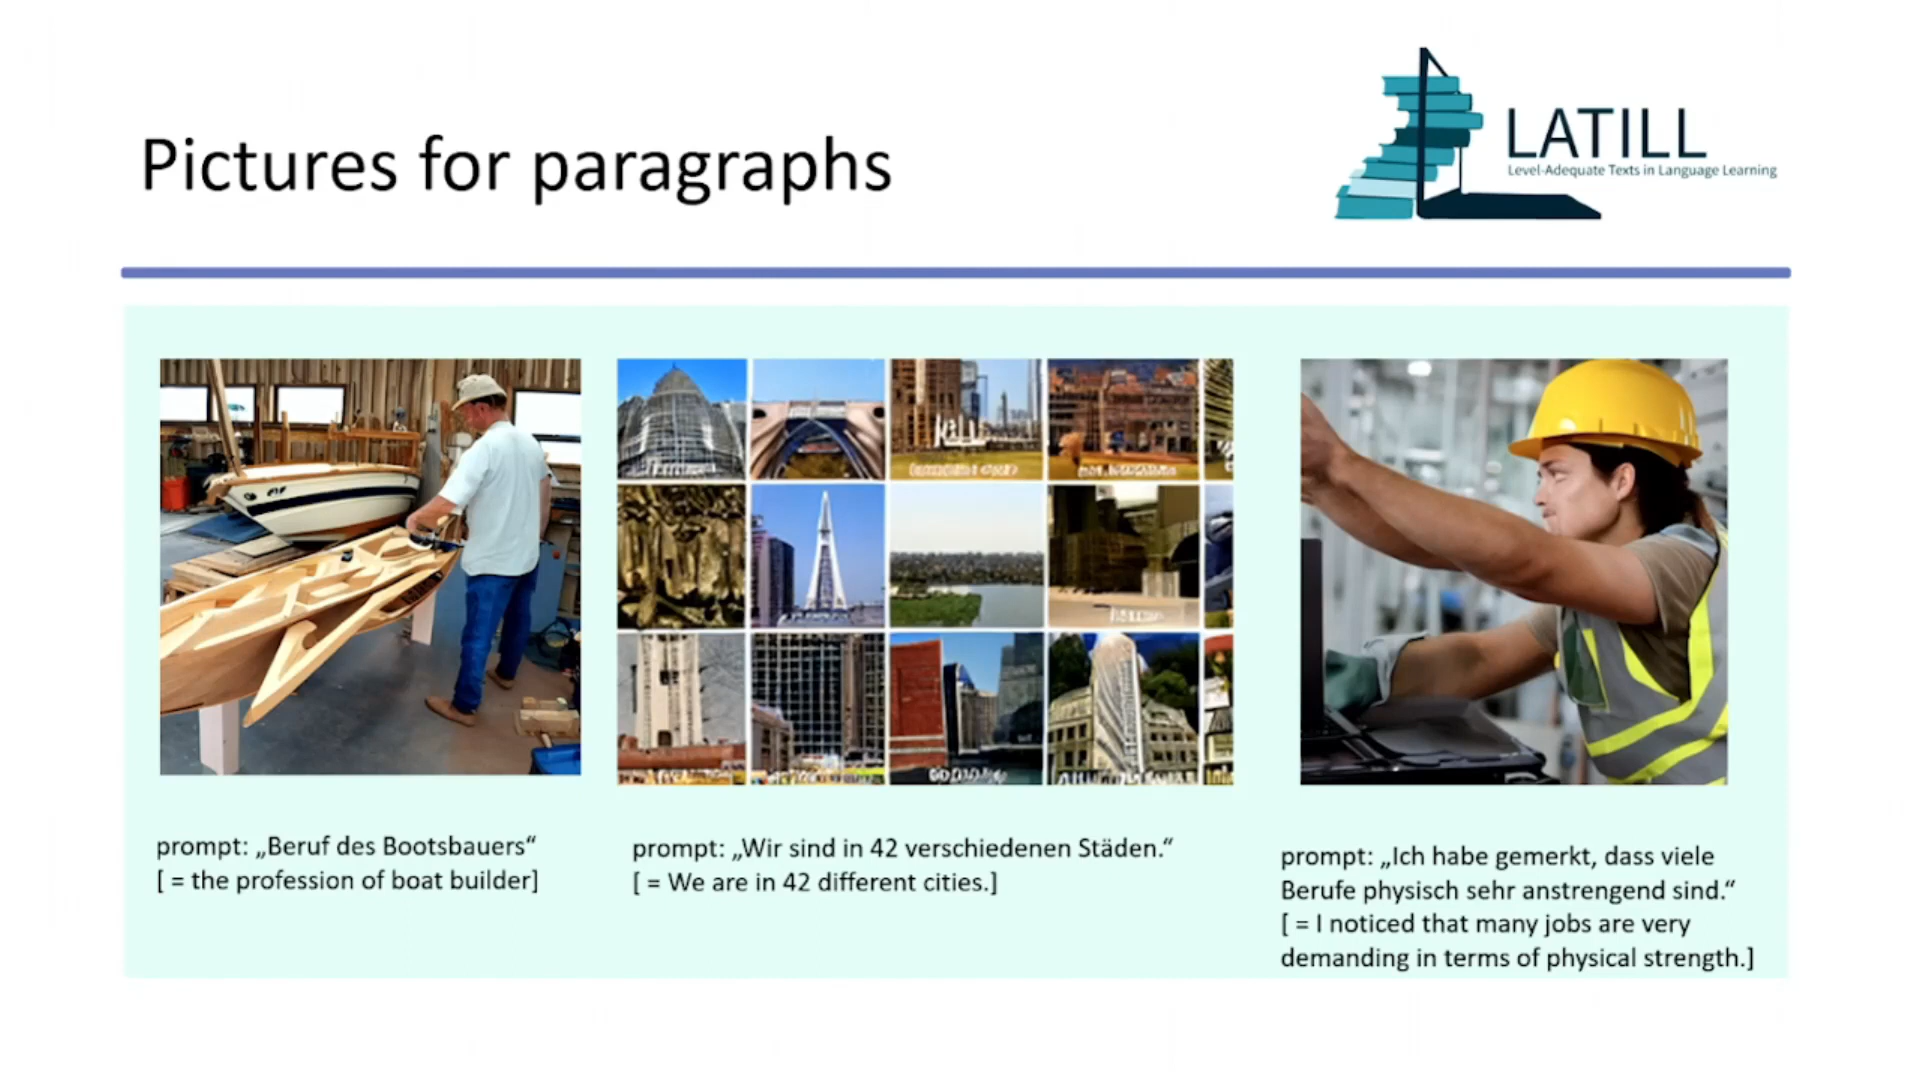 Pictures for paragraphs
LATILL
Level-Adequate Texts in Language Learning
prompt: „Beruf des Bootsbauers“
[ = the profession of boat builder]
prompt: „Wir sind in 42 verschiedenen Städen.“
[ = We are in 42 different cities.]
prompt: „Ich habe gemerkt, dass viele
Berufe physisch sehr anstrengend sind.“
[ = I noticed that many jobs are very
demanding in terms of physical strength.]